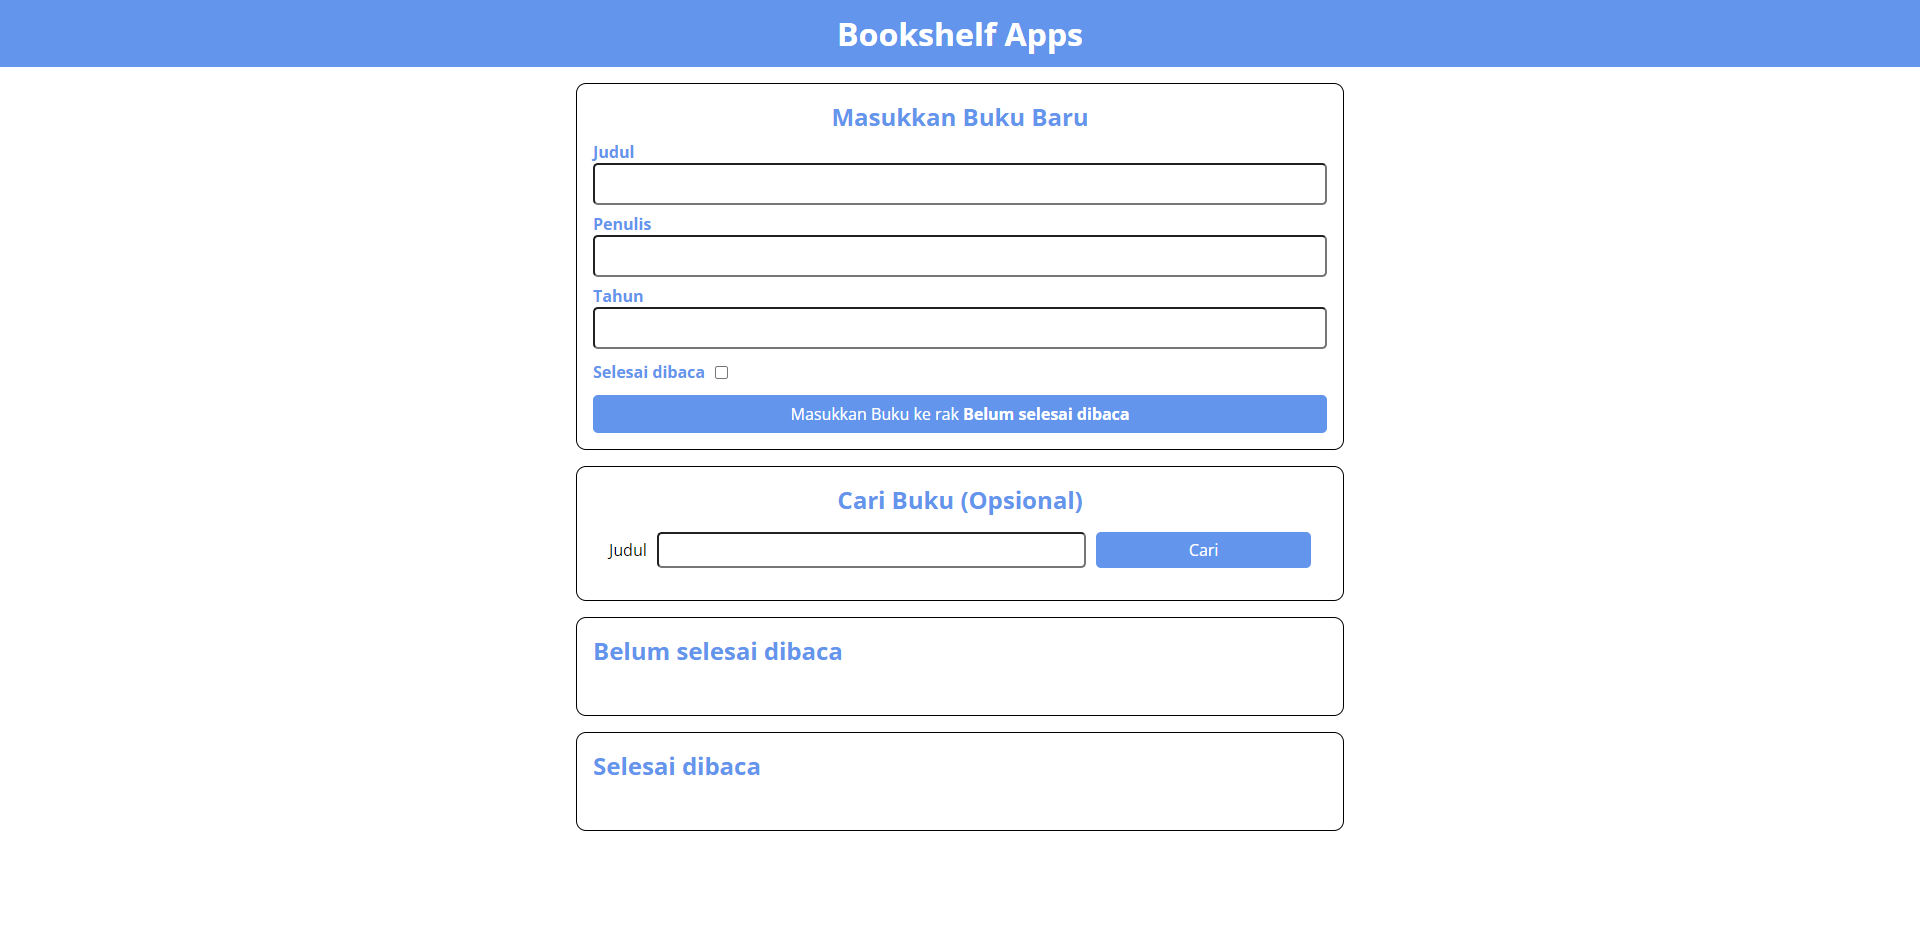 Bookshelf Apps
Masukkan Buku Baru
Judul
Penulis
Tahun
Selesai dibaca
Masukkan Buku ke rak Belum selesai dibaca
Cari Buku (Opsional)
Judul Cari
Belum selesai dibaca
Selesai dibaca